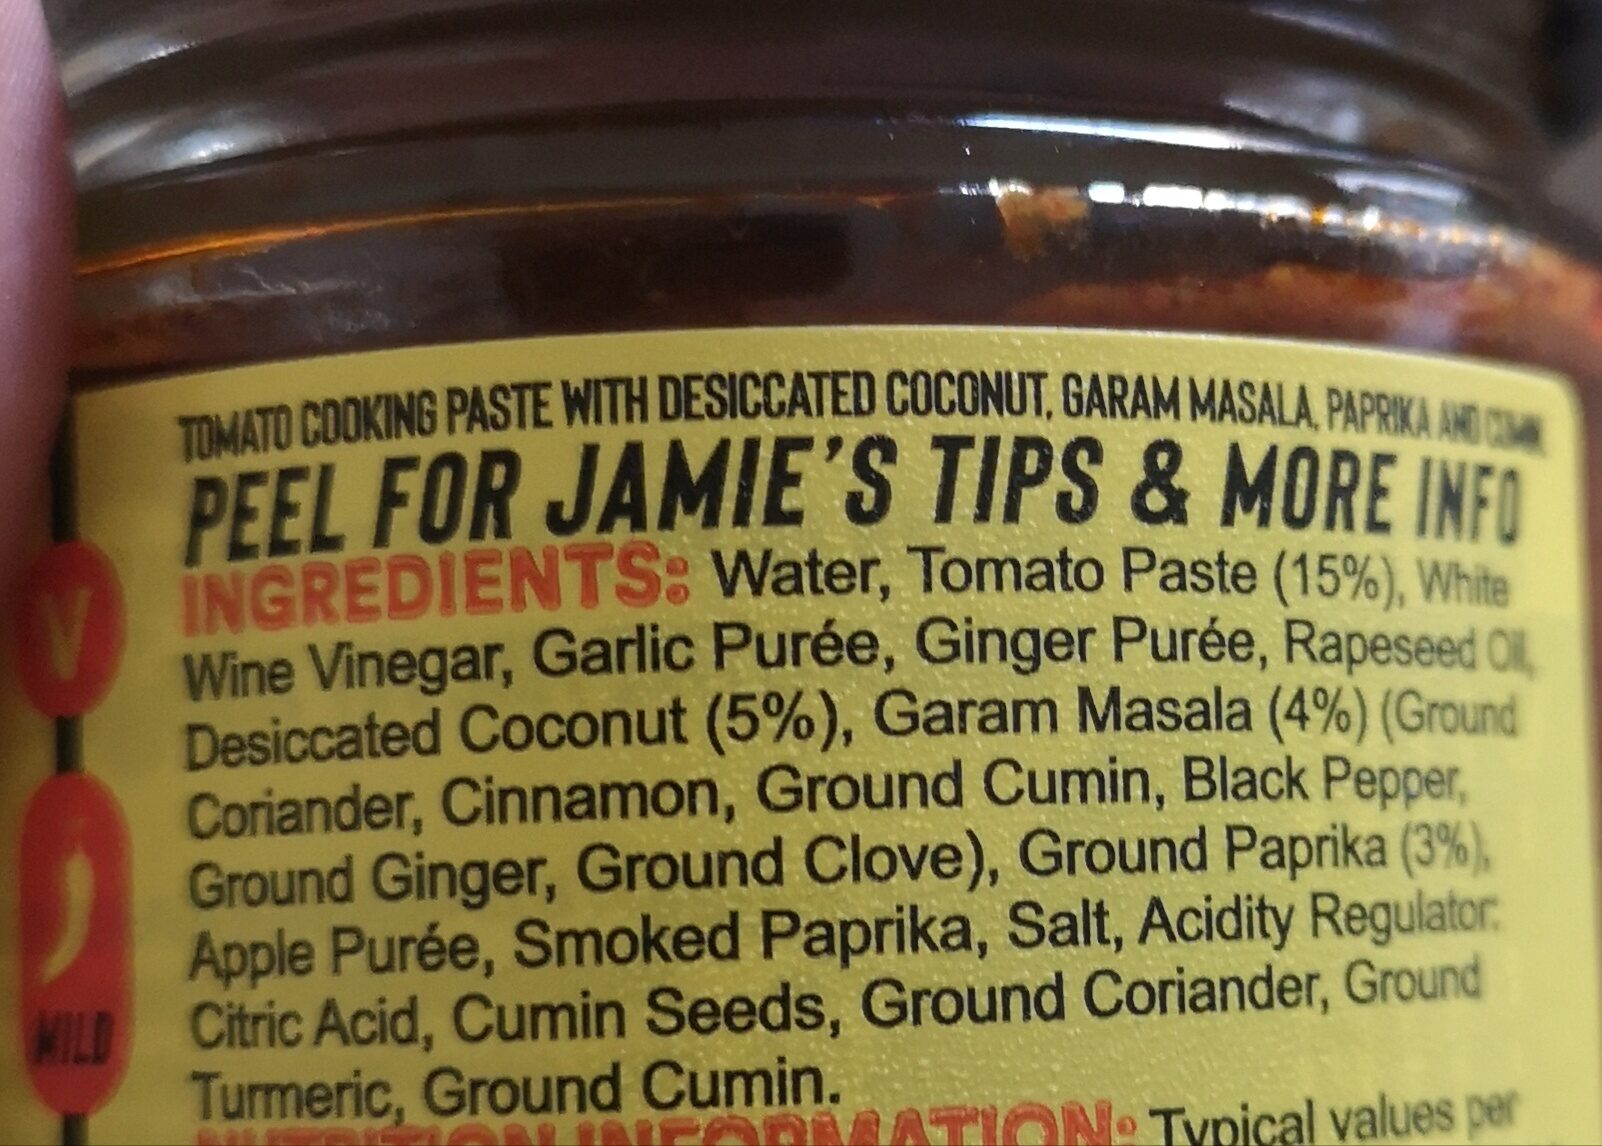 TOMATO COOKING PASTE WITH DESICCATED COCONUT, GARAM MASALA, PAPRIKA AND CUMIN.
PEEL FOR JAMIE'S TIPS & MORE INFO
INGREDIENTS: Water, Tomato Paste (15%), White
Wine Vinegar, Garlic Purée, Ginger Purée, Rapeseed Oil,
Desiccated Coconut (5%), Garam Masala (4%) (Ground
Coriander, Cinnamon, Ground Cumin, Black Pepper,
Ground Ginger, Ground Clove), Ground Paprika (3%),
Apple Purée, Smoked Paprika, Salt, Acidity Regulator:
Citric Acid, Cumin Seeds, Ground Coriander, Ground
Turmeric, Ground Cumin.
NUTRITION INFORMATION: Typical values per
V
MILD